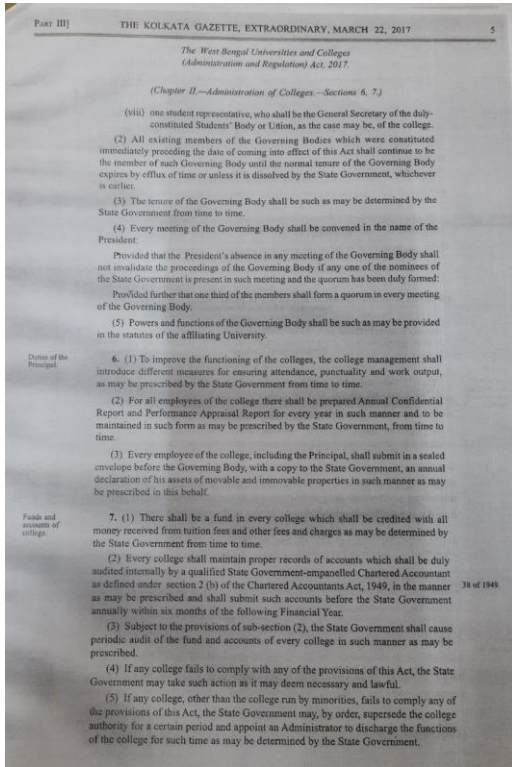 PART III]
THE KOLKATA GAZETTE, EXTRAORDINARY, MARCH 22, 2017
5
The West Bengal Universities and Colleges
(Administration and Regulation) Act, 2017.
(Chapter II.—Administration of Colleges.—Sections 6, 7.)
(viii) one student representative, who shall be the General Secretary of the duly-
constituted Students' Body or Union, as the case may be, of the college.
(2) All existing members of the Governing Bodies which were constituted
immediately preceding the date of coming into effect of this Act shall continue to be
the member of such Governing Body until the normal tenure of the Governing Body
expires by efflux of time or unless it is dissolved by the State Government, whichever
is earlier.
(3) The tenure of the Governing Body shall be such as may be determined by the
State Government from time to time.
(4) Every meeting of the Governing Body shall be convened in the name of the
President:
Provided that the President's absence in any meeting of the Governing Body shall
not invalidate the proceedings of the Governing Body if any one of the nominees of
the State Government is present in such meeting and the quorum has been duly formed:
Provided further that one third of the members shall form a quorum in every meeting
of the Governing Body.
(5) Powers and functions of the Governing Body shall be such as may be provided
in the statutes of the affiliating University.
Duties of the
Principal.
6. (1) To improve the functioning of the colleges, the college management shall
introduce different measures for ensuring attendance, punctuality and work output,
as may be prescribed by the State Government from time to time.
(2) For all employees of the college there shall be prepared Annual Confidential
Report and Performance Appraisal Report for every year in such manner and to be
maintained in such form as may be prescribed by the State Government, from time to
time.
(3) Every employee of the college, including the Principal, shall submit in a sealed
envelope before the Governing Body, with a copy to the State Government, an annual
declaration of his assets of movable and immovable properties in such manner as may
be prescribed in this behalf.
Funds and
accounts of
college.
7. (1) There shall be a fund in every college which shall be credited with all
money received from tuition fees and other fees and charges as may be determined by
the State Government from time to time.
(2) Every college shall maintain proper records of accounts which shall be duly
audited internally by a qualified State Government-empanelled Chartered Accountant
as defined under section 2 (b) of the Chartered Accountants Act, 1949, in the manner
38 of 1949.
as may be prescribed and shall submit such accounts before the State Government
annually within six months of the following Financial Year.
(3) Subject to the provisions of sub-section (2), the State Government shall cause
periodic audit of the fund and accounts of every college in such manner as may be
prescribed.
(4) If any college fails to comply with any of the provisions of this Act, the State
Government may take such action as it may deem necessary and lawful.
(5) If any college, other than the college run by minorities, fails to comply any of
the provisions of this Act, the State Government may, by order, supersede the college
authority for a certain period and appoint an Administrator to discharge the functions
of the college for such time as may be determined by the State Government.